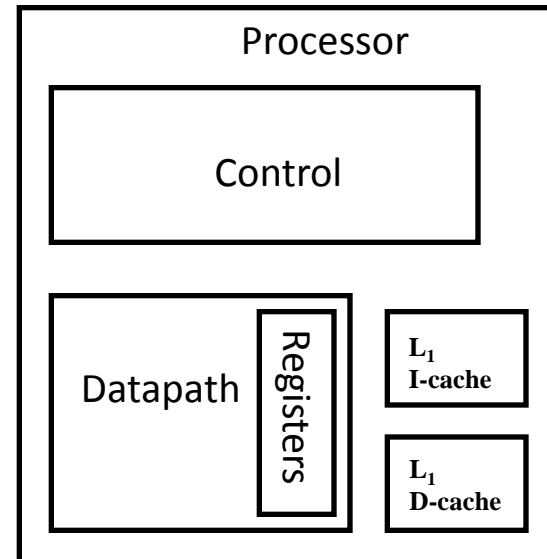 Processor
Control
Datapath
Registers
L₁
I-cache
L₁
D-cache